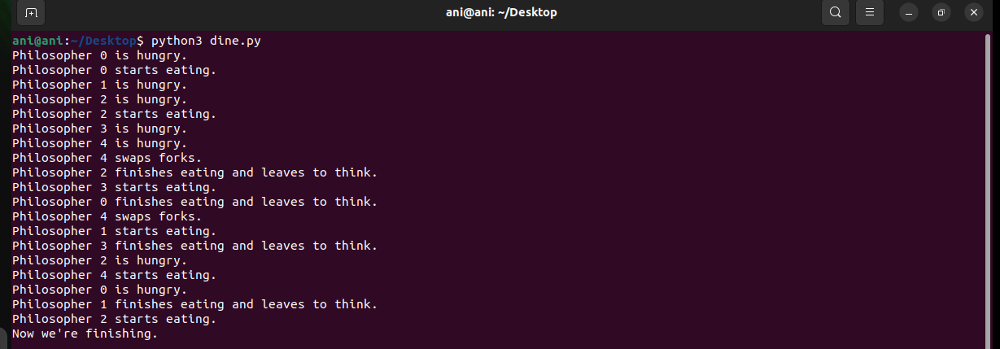 ani@ani: ~/Desktop
ani@ani:~/Desktop$ python3 dine.py
Philosopher 0 is hungry.
Philosopher 0 starts eating.
Philosopher 1 is hungry.
Philosopher 2 is hungry.
Philosopher 2 starts eating.
Philosopher 3 is hungry.
Philosopher 4 is hungry.
Philosopher 4 swaps forks.
Philosopher 2 finishes eating and leaves to think.
Philosopher 3 starts eating.
Philosopher 0 finishes eating and leaves to think.
Philosopher 4 swaps forks.
Philosopher 1 starts eating.
Philosopher 3 finishes eating and leaves to think.
Philosopher 2 is hungry.
Philosopher 4 starts eating.
Philosopher 0 is hungry.
Philosopher 1 finishes eating and leaves to think.
Philosopher 2 starts eating.
Now we're finishing.